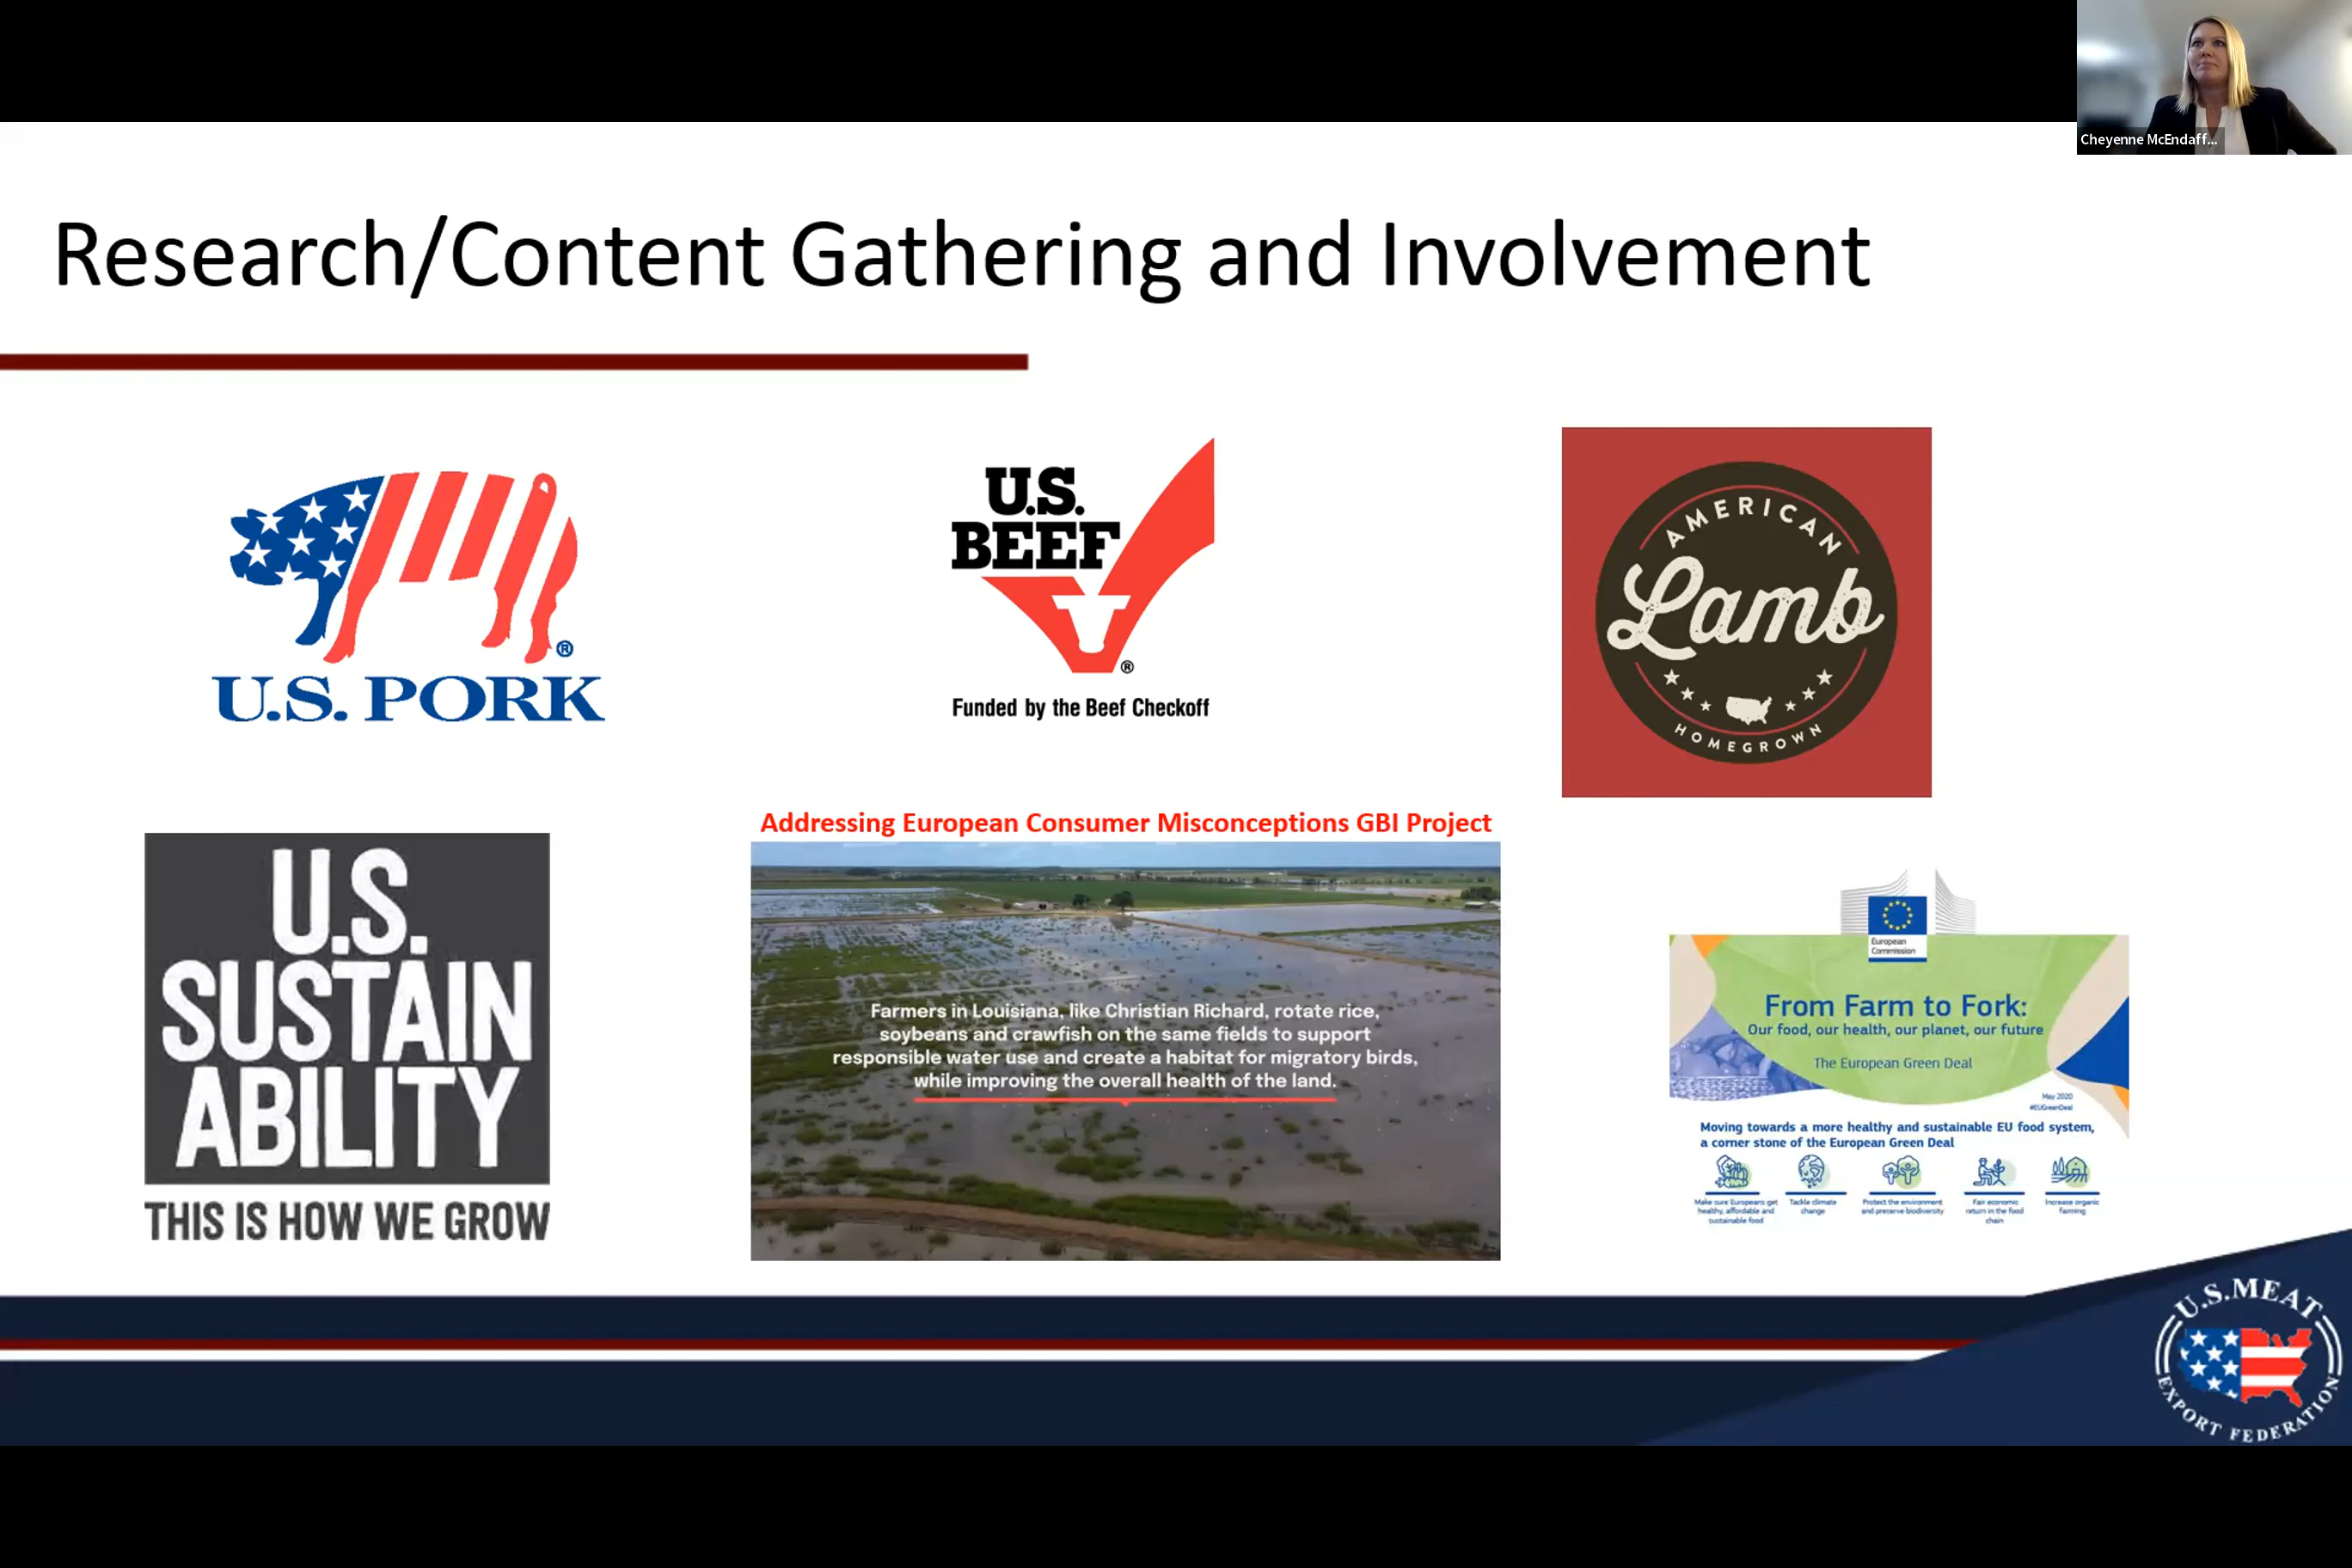 Cheyenne McEndaff...
Research/Content Gathering and Involvement
®
U.S. PORK
U.S.
BEEF
U
®
Funded by the Beef Checkoff
AMERICAN
Lamb
HOMEGROWN
U.S.
SUSTAIN
ABILITY
THIS IS HOW WE GROW
Addressing European Consumer Misconceptions GBI Project
Farmers in Louisiana, like Christian Richard, rotate rice,
soybeans and crawfish on the same fields to support
responsible water use and create a habitat for migratory birds,
while improving the overall health of the land.
European
Commission
From Farm to Fork:
Our food, our health, our planet, our future
The European Green Deal
May 2020
#EUGreenDeal
Moving towards a more healthy and sustainable EU food system,
a corner stone of the European Green Deal
Make sure Europeans get
healthy, affordable and
sustainable food
Tackle climate
change
Protect the environment
and preserve biodiversity
Fair economic
return in the food
chain
Increase organic
farming
U.S. MEAT
EXPORT FEDERATION